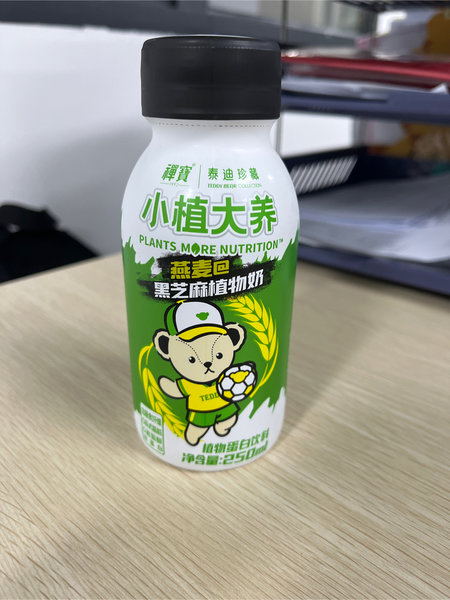 禪寶®
泰迪珍藏
TEDDY BEAR COLLECTION
小植大养
PLANTS MORE NUTRITION™
燕麦@
黑芝麻植物奶
TEDDY
植物蛋白饮料
净含量:250ml